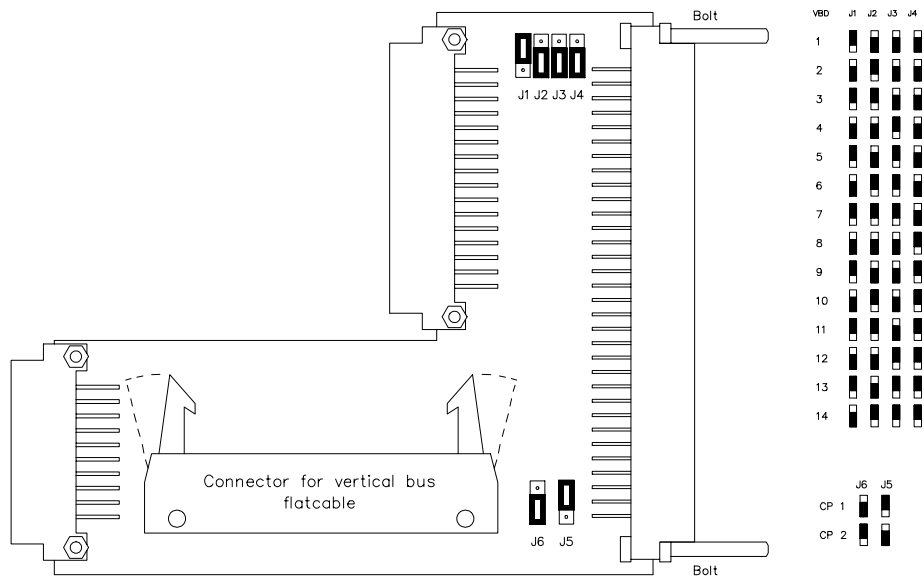 Bolt
J1 J2 J3 J4
Connector for vertical bus
flatcable
J6 J5
Bolt
VBD J1 J2 J3 J4
1
2
3
4
5
6
7
8
9
10
11
12
13
14
J6 J5
CP 1
CP 2